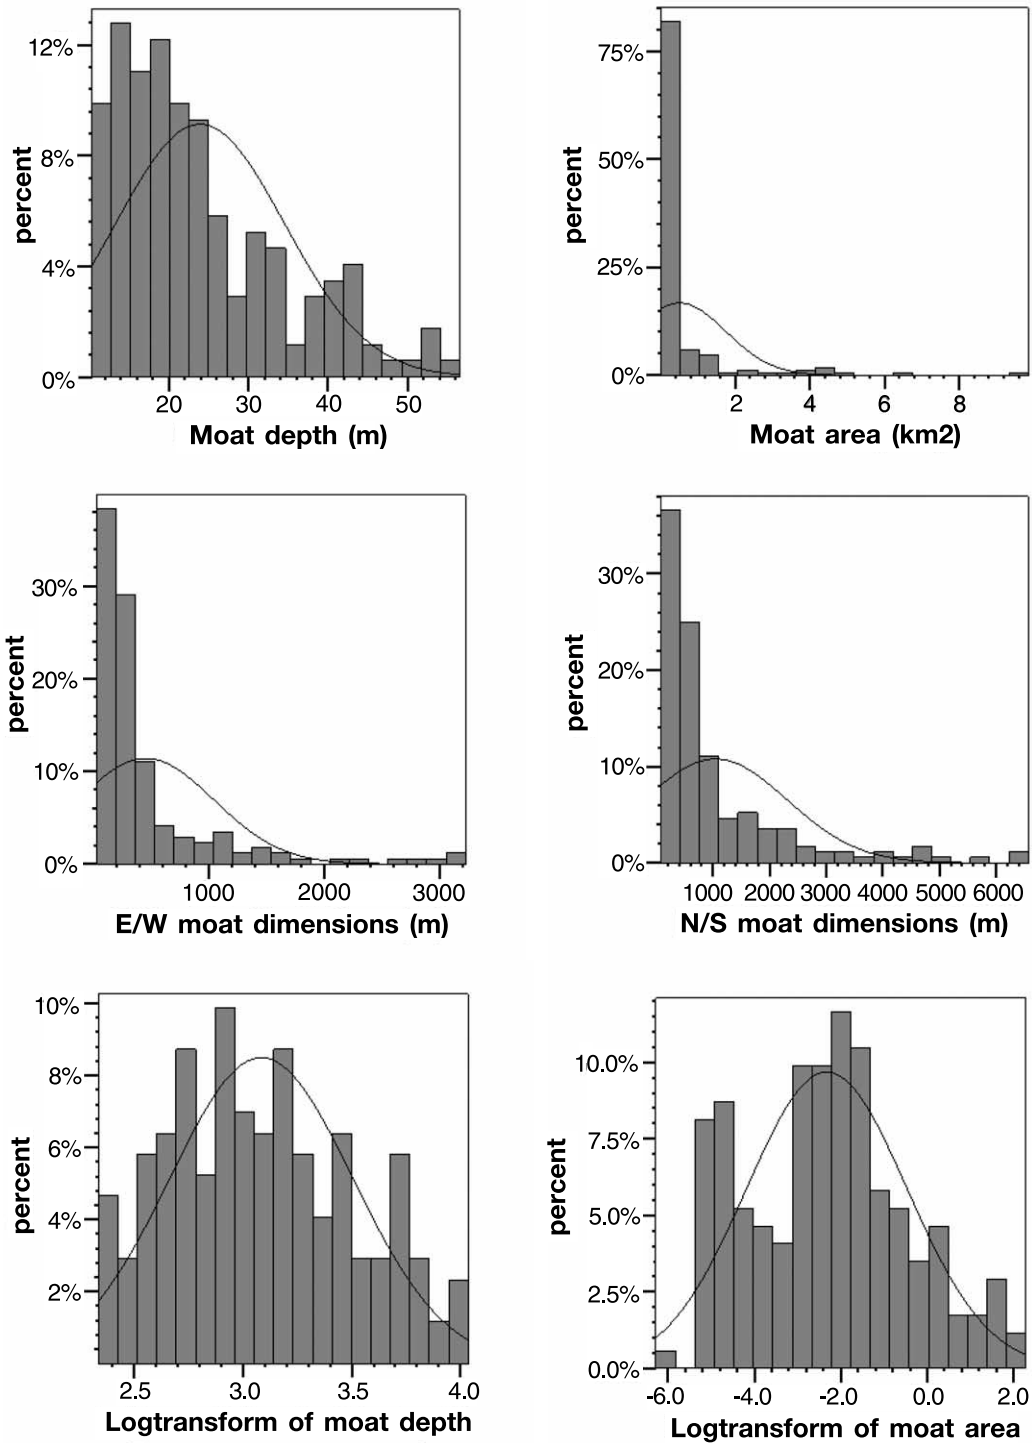 12%
8%
4%
0%
percent
20 30 40 50
Moat depth (m)
75%
50%
25%
0%
percent
2 4 6 8
Moat area (km2)
30%
20%
10%
0%
percent
1000 2000 3000
E/W moat dimensions (m)
30%
20%
10%
0%
percent
1000 2000 3000 4000 5000 6000
N/S moat dimensions (m)
10%
8%
6%
4%
2%
percent
2.5 3.0 3.5 4.0
Logtransform of moat depth
10.0%
7.5%
5.0%
2.5%
0.0%
percent
-6.0 -4.0 -2.0 0.0 2.0
Logtransform of moat area